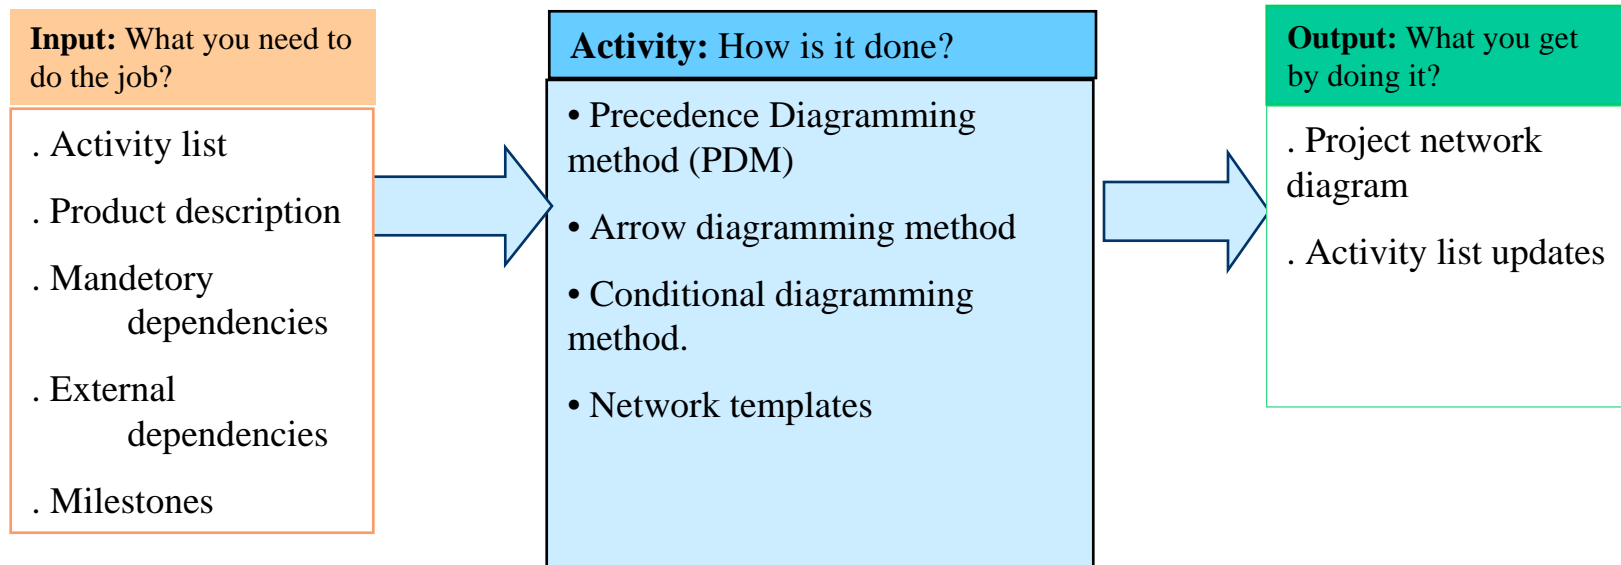 Input: What you need to
do the job?
. Activity list
. Product description
. Mandetory
dependencies
. External
dependencies
. Milestones
Activity: How is it done?
• Precedence Diagramming
method (PDM)
• Arrow diagramming method
• Conditional diagramming
method.
• Network templates
Output: What you get
by doing it?
. Project network
diagram
. Activity list updates